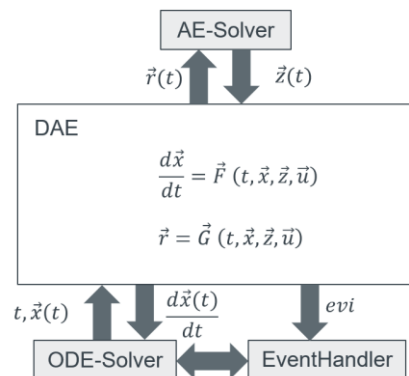 AE-Solver
r⃗(t) z⃗(t)
DAE
dx⃗/dt = F⃗ (t, x⃗, z⃗, u⃗)
r⃗ = G⃗ (t, x⃗, z⃗, u⃗)
t, x⃗(t) dx⃗(t)/dt evi
ODE-Solver EventHandler